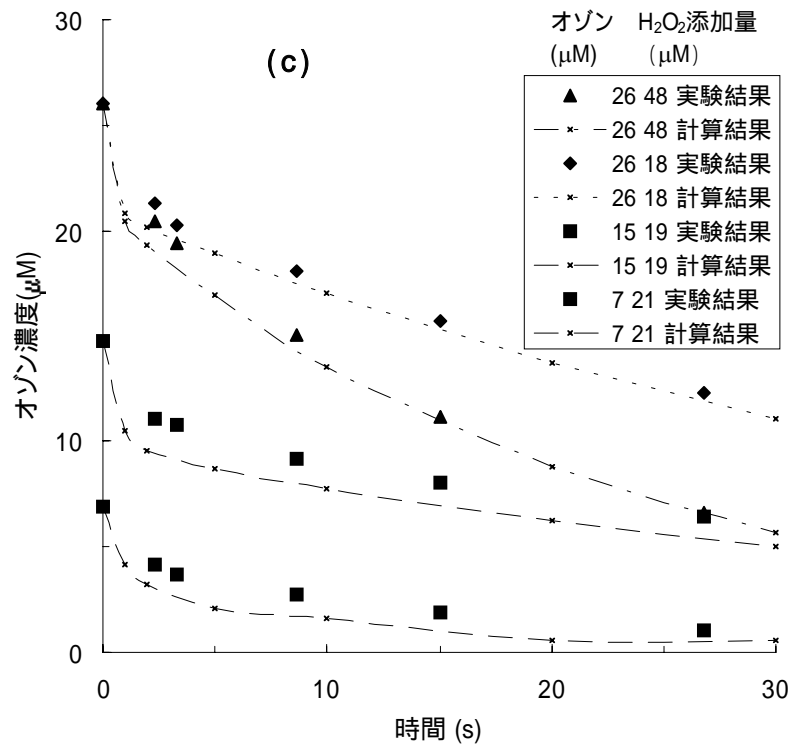 (c)
オゾン H₂O₂添加量
(μM) (μM)
26 48 実験結果
26 48 計算結果
26 18 実験結果
26 18 計算結果
15 19 実験結果
15 19 計算結果
7 21 実験結果
7 21 計算結果
オゾン濃度(μM)
30
20
10
0
0 10 20 30
時間 (s)